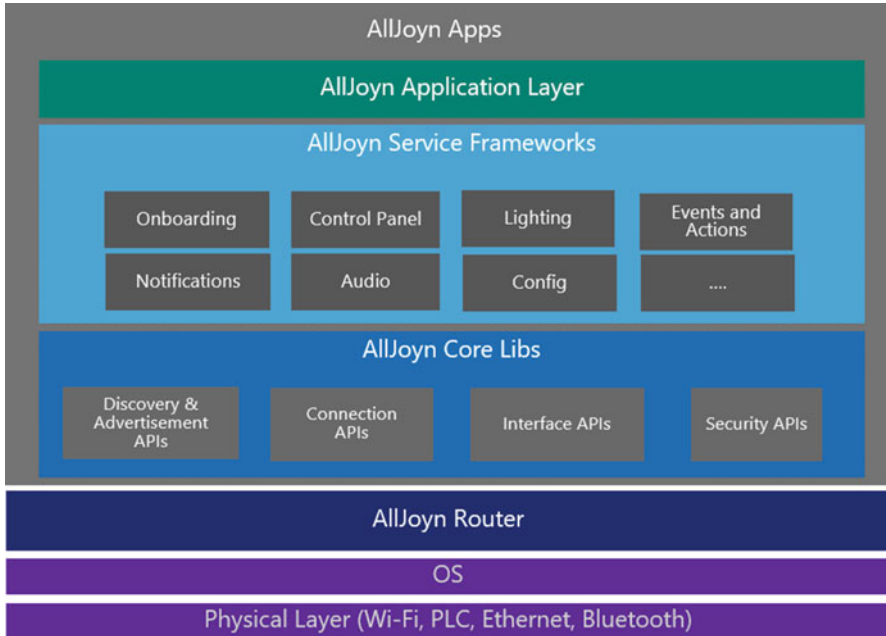 AllJoyn Apps
AllJoyn Application Layer
AllJoyn Service Frameworks
Onboarding
Control Panel
Lighting
Events and
Actions
Notifications
Audio
Config
....
AllJoyn Core Libs
Discovery &
Advertisement
APIs
Connection
APIs
Interface APIs
Security APIs
AllJoyn Router
OS
Physical Layer (Wi-Fi, PLC, Ethernet, Bluetooth)